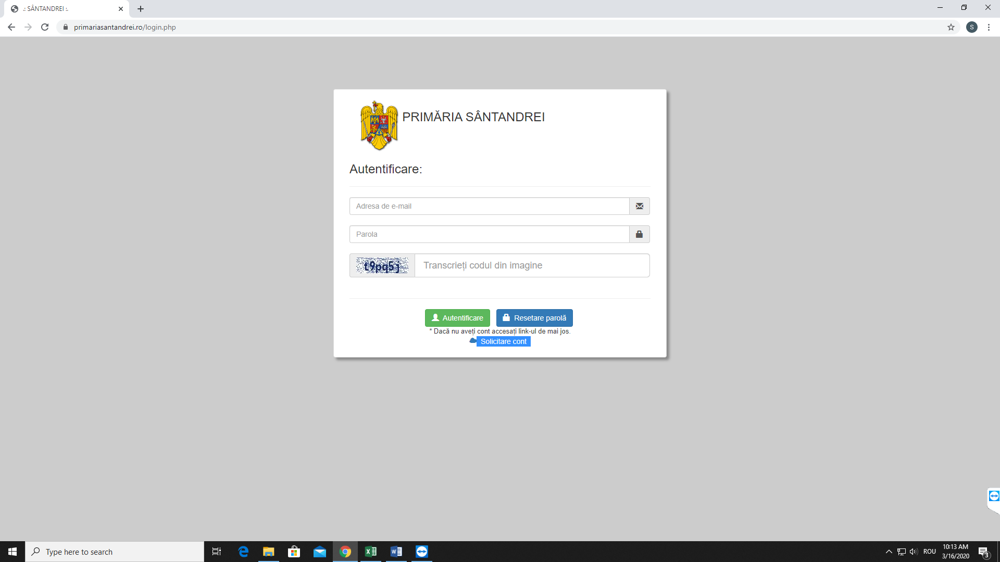 .: SÂNTANDREI :.
primariasantandrei.ro/login.php
S
PRIMĂRIA SÂNTANDREI
Autentificare:
Adresa de e-mail
Parola
t9pq5j
Transcrieți codul din imagine
Autentificare
Resetare parolă
* Dacă nu aveți cont accesați link-ul de mai jos.
Solicitare cont
Type here to search
ROU
10:13 AM
3/16/2020
3